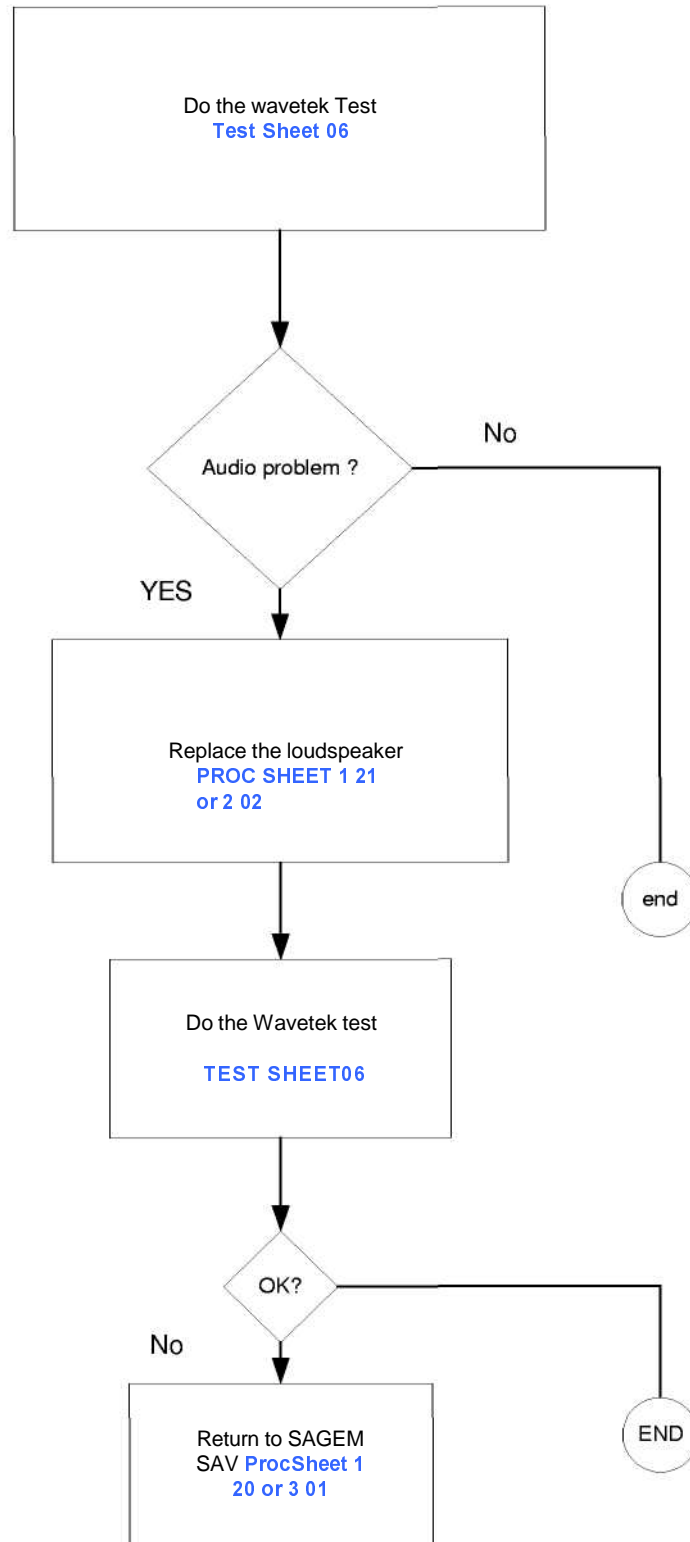 Do the wavetek Test
Test Sheet 06
Audio problem ?
No
YES
Replace the loudspeaker
PROC SHEET 1 21
or 2 02
end
Do the Wavetek test
TEST SHEET06
OK?
No
Return to SAGEM
SAV ProcSheet 1
20 or 3 01
END